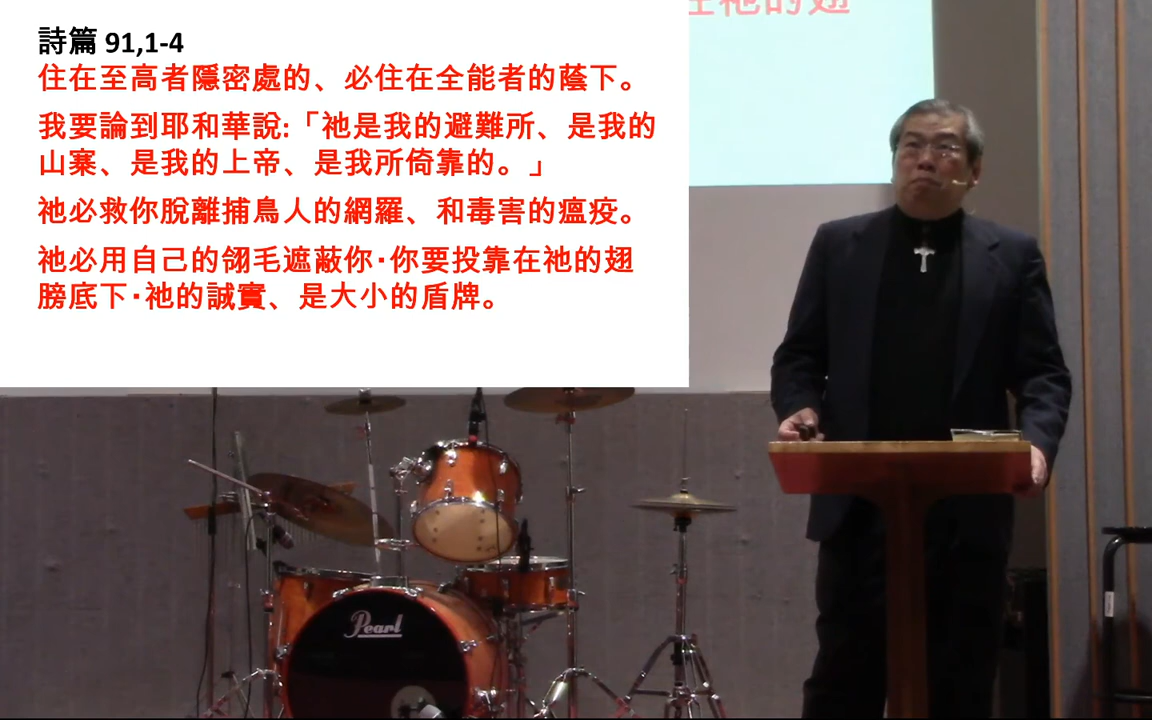 詩篇 91,1-4
住在至高者隱密處的、必住在全能者的蔭下。
我要論到耶和華說:「祂是我的避難所、是我的
山寨、是我的上帝、是我所倚靠的。」
祂必救你脫離捕鳥人的網羅、和毒害的瘟疫。
祂必用自己的翎毛遮蔽你‧你要投靠在祂的翅
膀底下‧祂的誠實、是大小的盾牌。
在祂的翅
Pearl